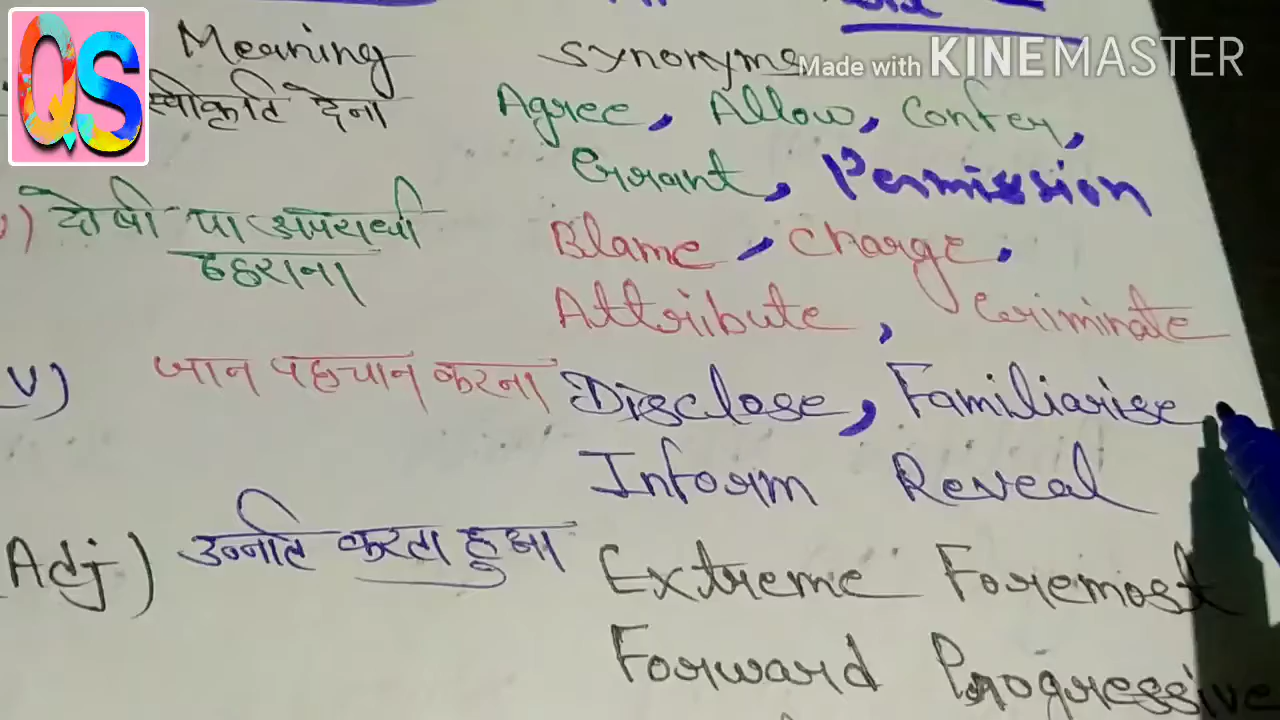 QS
Made with KINEMASTER
Meaning Synonyms
स्वीकृति देना Agree, Allow, Confer,
Grant, Permission
) दोषी या अपराधी Blame, Charge,
ठहराना
Attribute, Criminate
V) जान पहचान करना Disclose, Familiarise
Inform Reveal
Adj) उन्नति करता हुआ Extreme Foremost
Forward Progressive